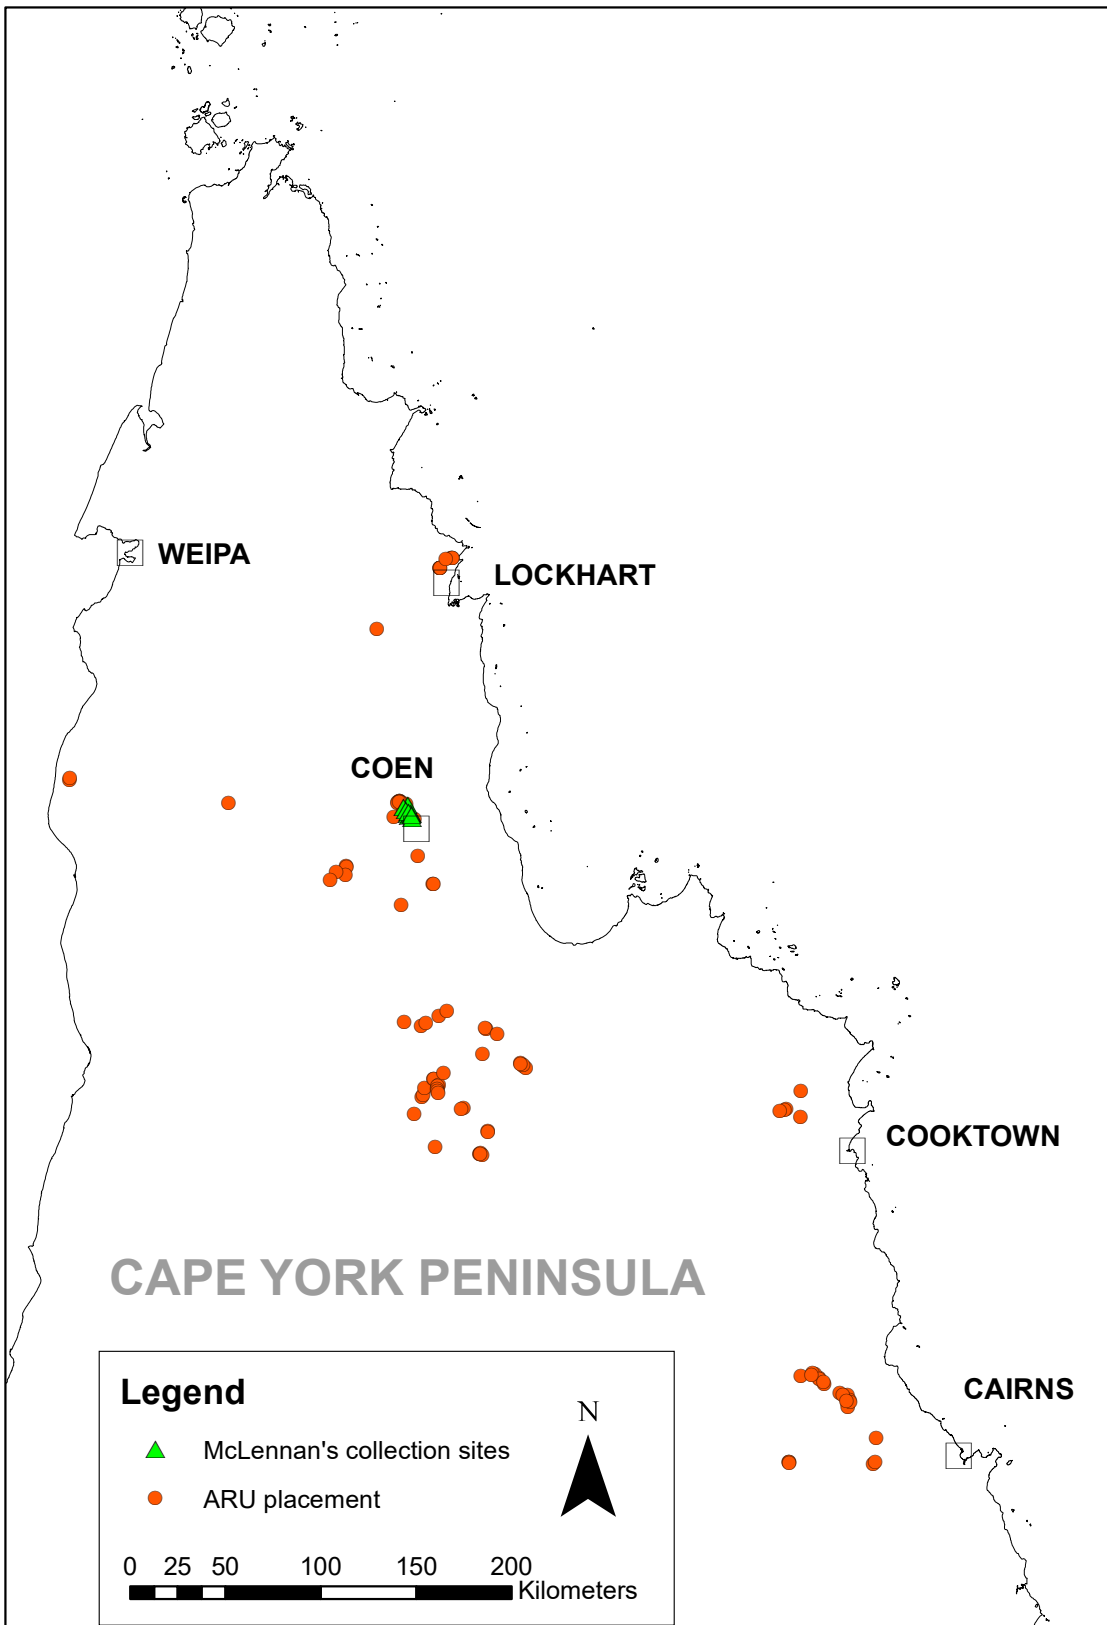 WEIPA
LOCKHART
COEN
COOKTOWN
CAPE YORK PENINSULA
CAIRNS
Legend
N
McLennan's collection sites
ARU placement
0 25 50 100 150 200
Kilometers